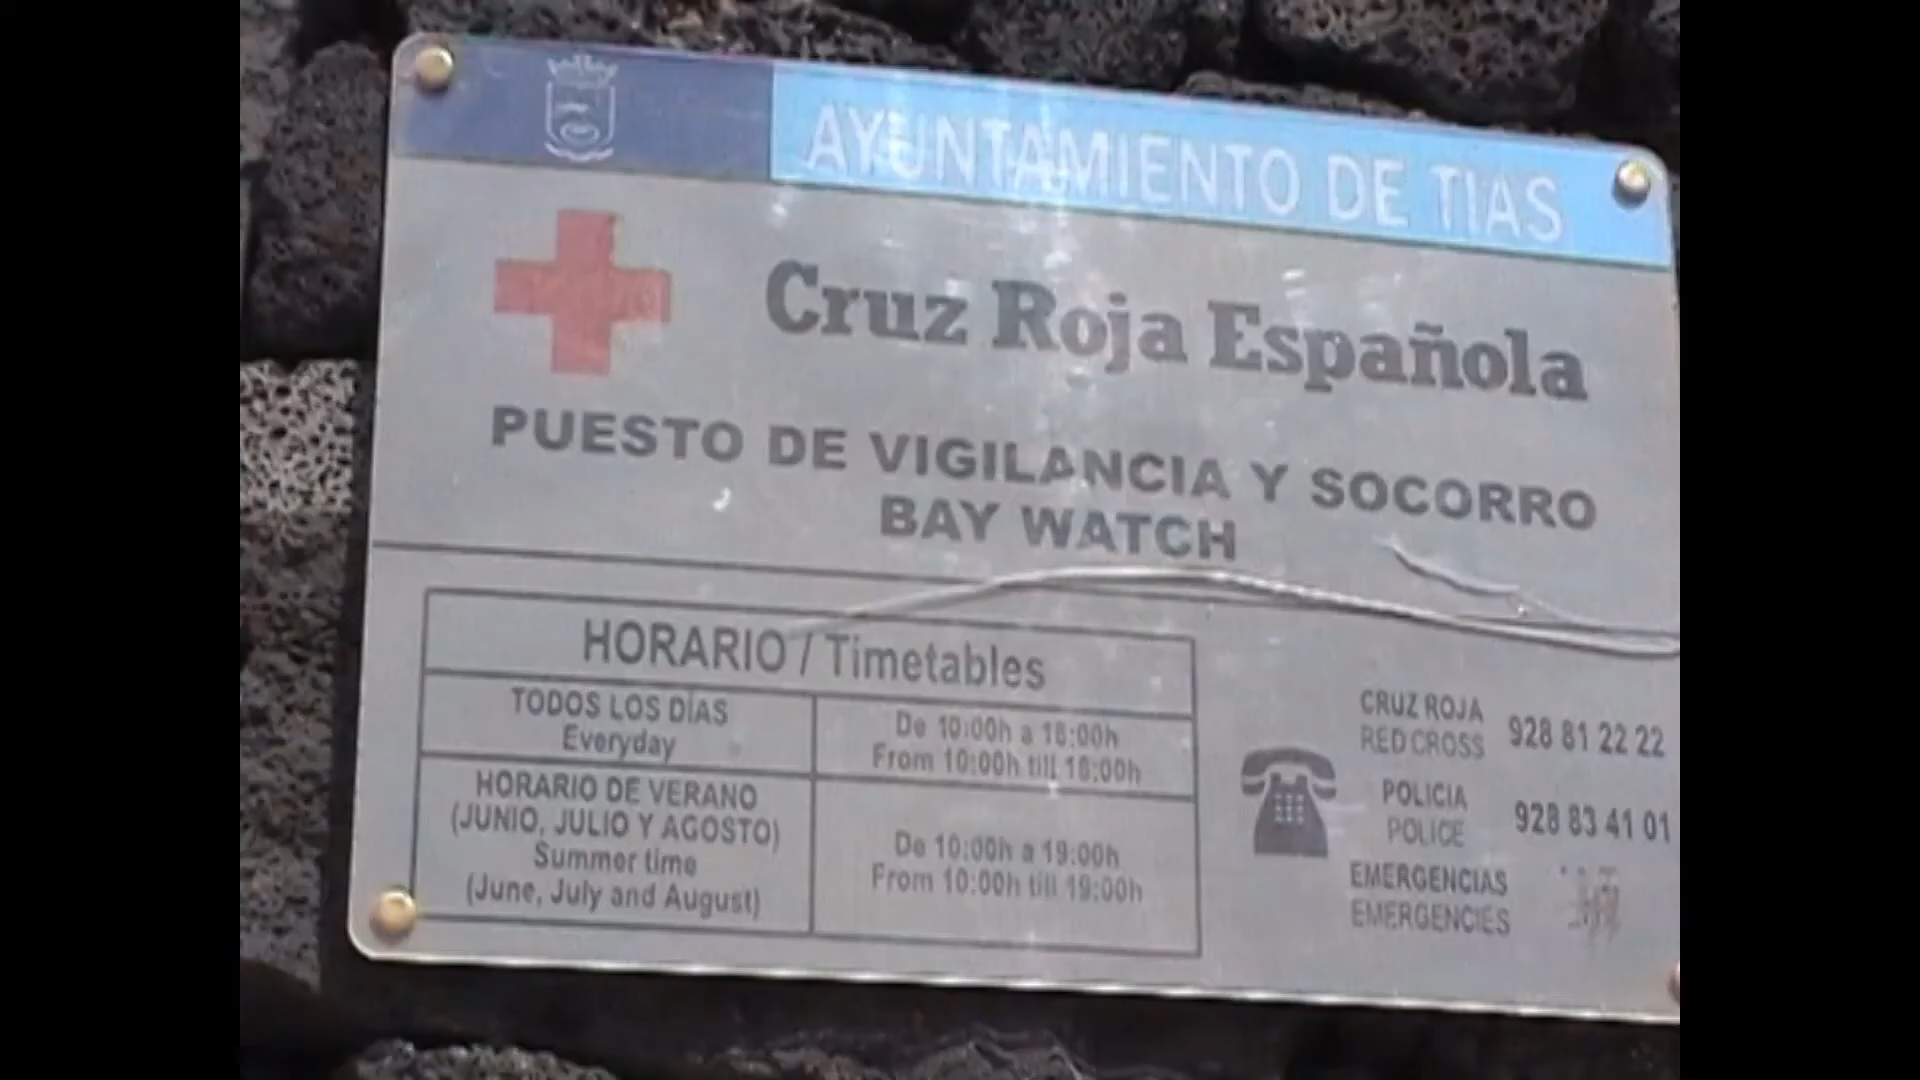 AYUNTAMIENTO DE TIAS
Cruz Roja Española
PUESTO DE VIGILANCIA Y SOCORRO
BAY WATCH
HORARIO / Timetables
TODOS LOS DÍAS
Everyday
De 10:00h a 18:00h
From 10:00h till 18:00h
HORARIO DE VERANO
(JUNIO, JULIO Y AGOSTO)
Summer time
(June, July and August)
De 10:00h a 19:00h
From 10:00h till 19:00h
CRUZ ROJA
RED CROSS
928 81 22 22
POLICIA
POLICE
928 83 41 01
EMERGENCIAS
EMERGENCIES